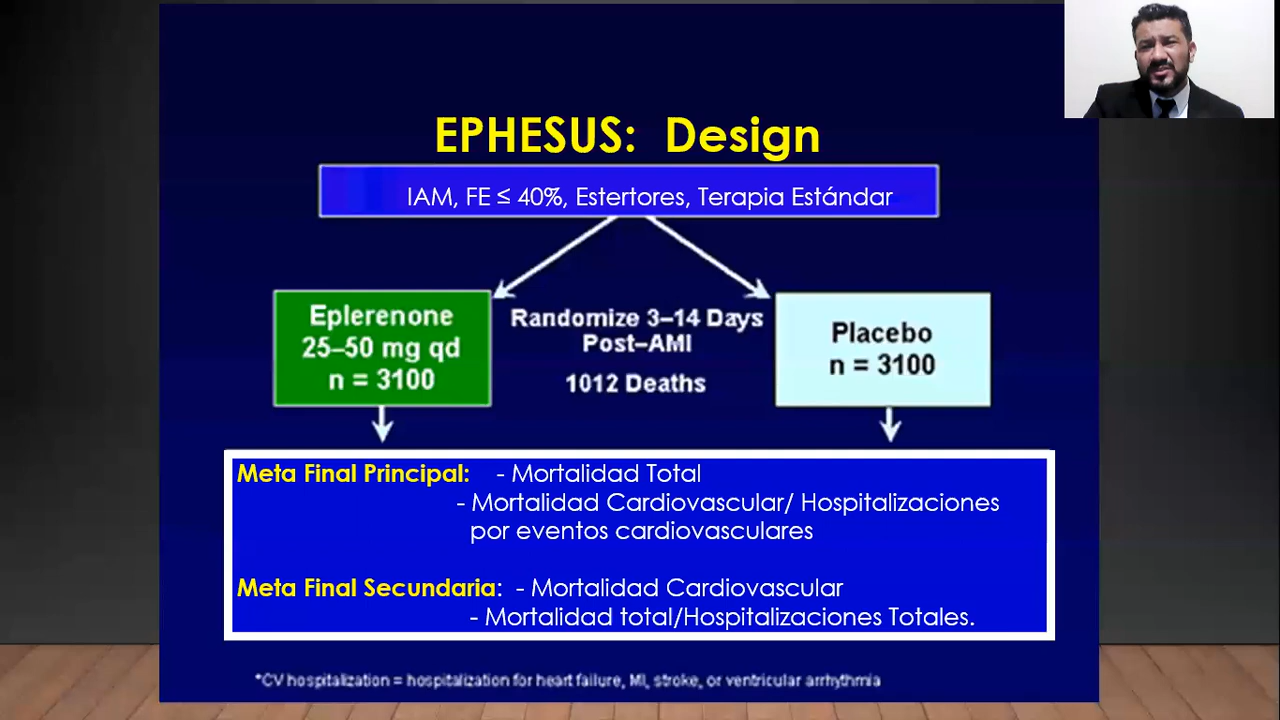 EPHESUS: Design
IAM, FE ≤ 40%, Estertores, Terapia Estándar
Eplerenone
25–50 mg qd
n = 3100
Randomize 3–14 Days
Post–AMI
1012 Deaths
Placebo
n = 3100
Meta Final Principal: - Mortalidad Total
- Mortalidad Cardiovascular/ Hospitalizaciones
por eventos cardiovasculares
Meta Final Secundaria: - Mortalidad Cardiovascular
- Mortalidad total/Hospitalizaciones Totales.
*CV hospitalization = hospitalization for heart failure, MI, stroke, or ventricular arrhythmia